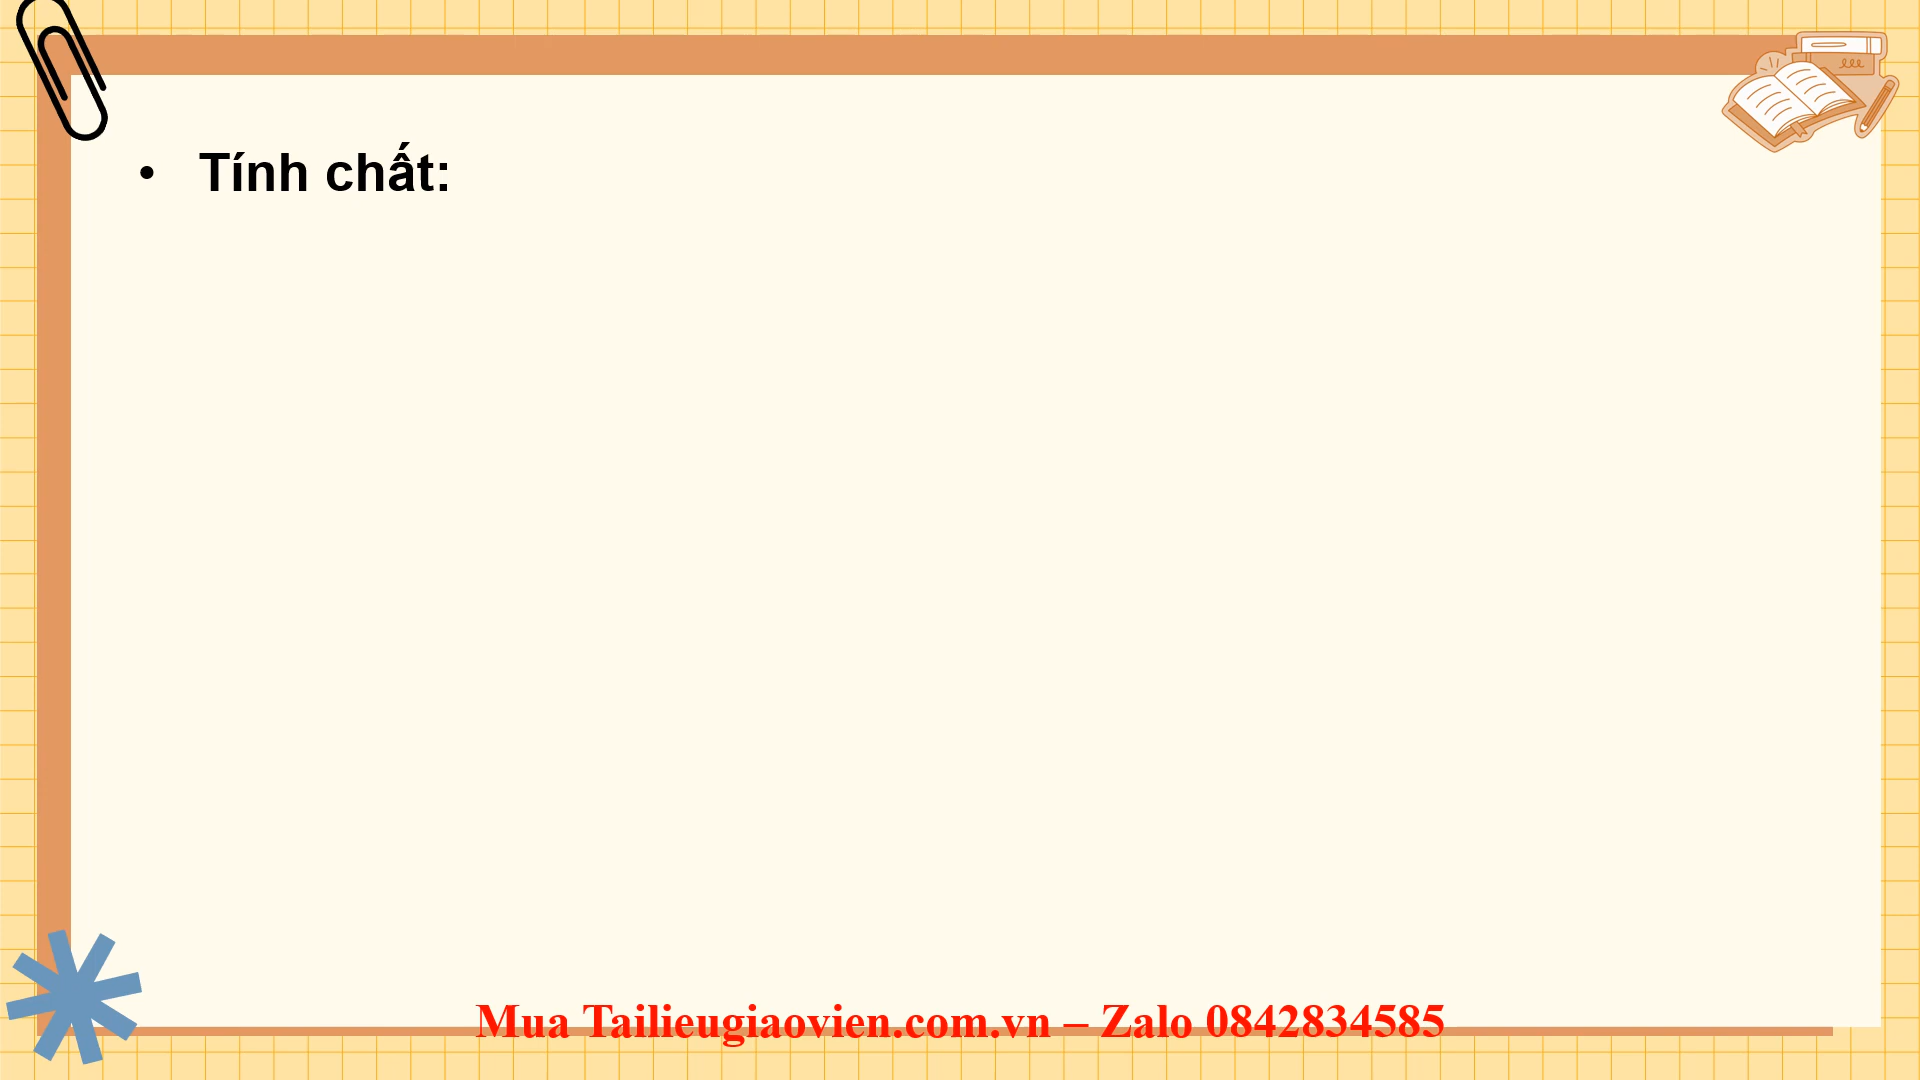 • Tính chất:
Mua Tailieugiaovien.com.vn – Zalo 0842834585